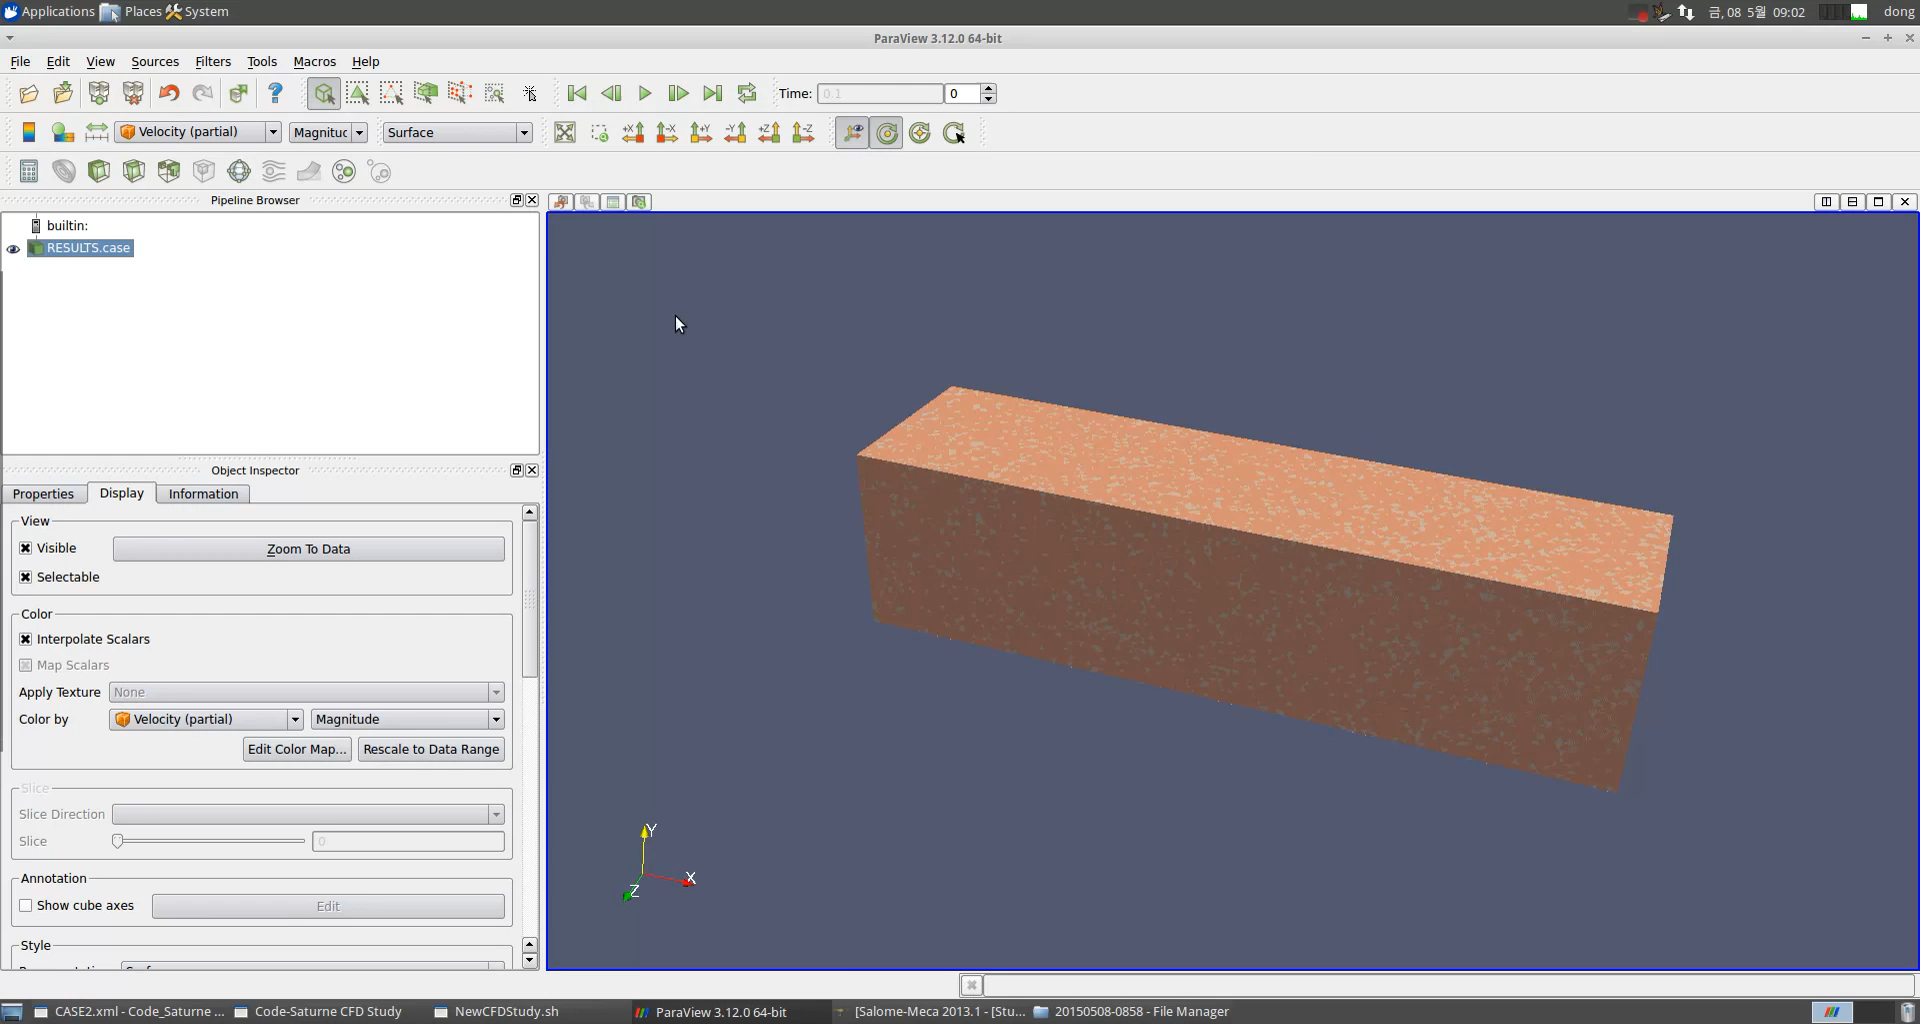 Applications Places System 금, 08 5월 09:02 dong
ParaView 3.12.0 64-bit
File Edit View Sources Filters Tools Macros Help
Time: 0.1 0
Velocity (partial) Magnituc Surface
Pipeline Browser
builtin:
RESULTS.case
Object Inspector
Properties Display Information
View
Visible Zoom To Data
Selectable
Color
Interpolate Scalars
Map Scalars
Apply Texture None
Color by Velocity (partial) Magnitude
Edit Color Map... Rescale to Data Range
Slice
Slice Direction
Slice 0
Annotation
Show cube axes Edit
Style
Y
X
Z
CASE2.xml - Code_Saturne ... Code-Saturne CFD Study NewCFDStudy.sh ParaView 3.12.0 64-bit [Salome-Meca 2013.1 - [Stu... 20150508-0858 - File Manager